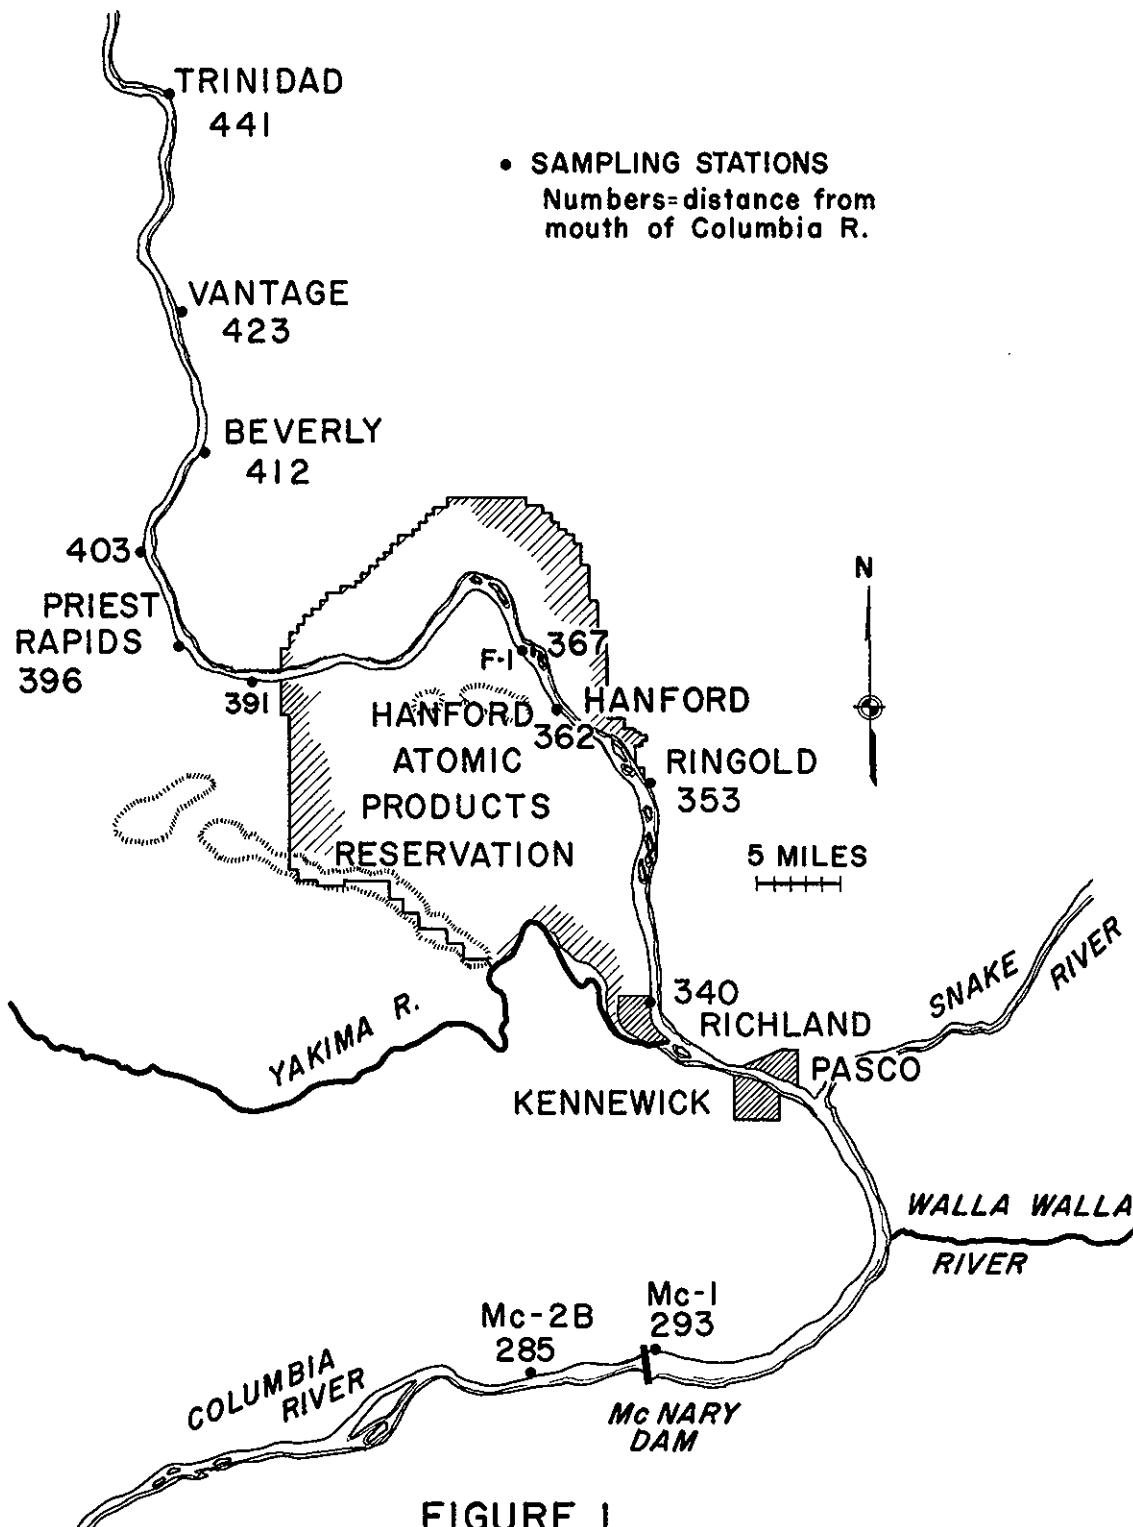 TRINIDAD
441
• SAMPLING STATIONS
Numbers=distance from
mouth of Columbia R.
VANTAGE
423
BEVERLY
412
403
PRIEST
RAPIDS
396
391
F-1
367
HANFORD
362
HANFORD
ATOMIC
PRODUCTS
RESERVATION
RINGOLD
353
N
5 MILES
340
RICHLAND
SNAKE RIVER
YAKIMA R.
PASCO
KENNEWICK
WALLA WALLA
RIVER
Mc-1
293
Mc-2B
285
COLUMBIA
RIVER
Mc NARY
DAM
FIGURE 1